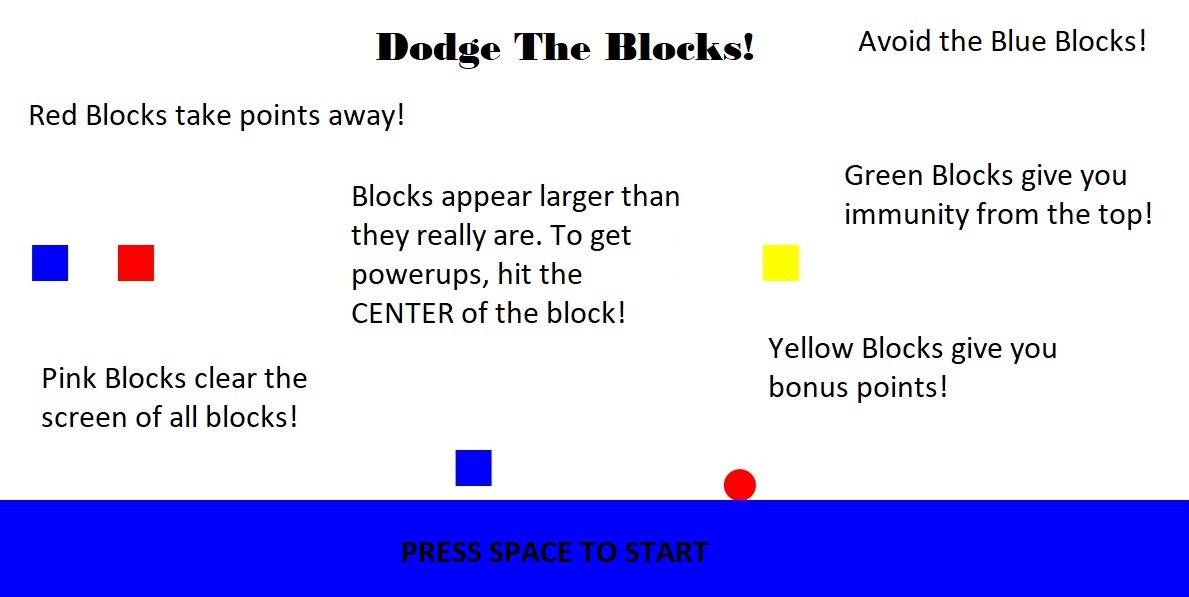 Dodge The Blocks!
Avoid the Blue Blocks!
Red Blocks take points away!
Green Blocks give you
immunity from the top!
Blocks appear larger than
they really are. To get
powerups, hit the
CENTER of the block!
Yellow Blocks give you
bonus points!
Pink Blocks clear the
screen of all blocks!
PRESS SPACE TO START